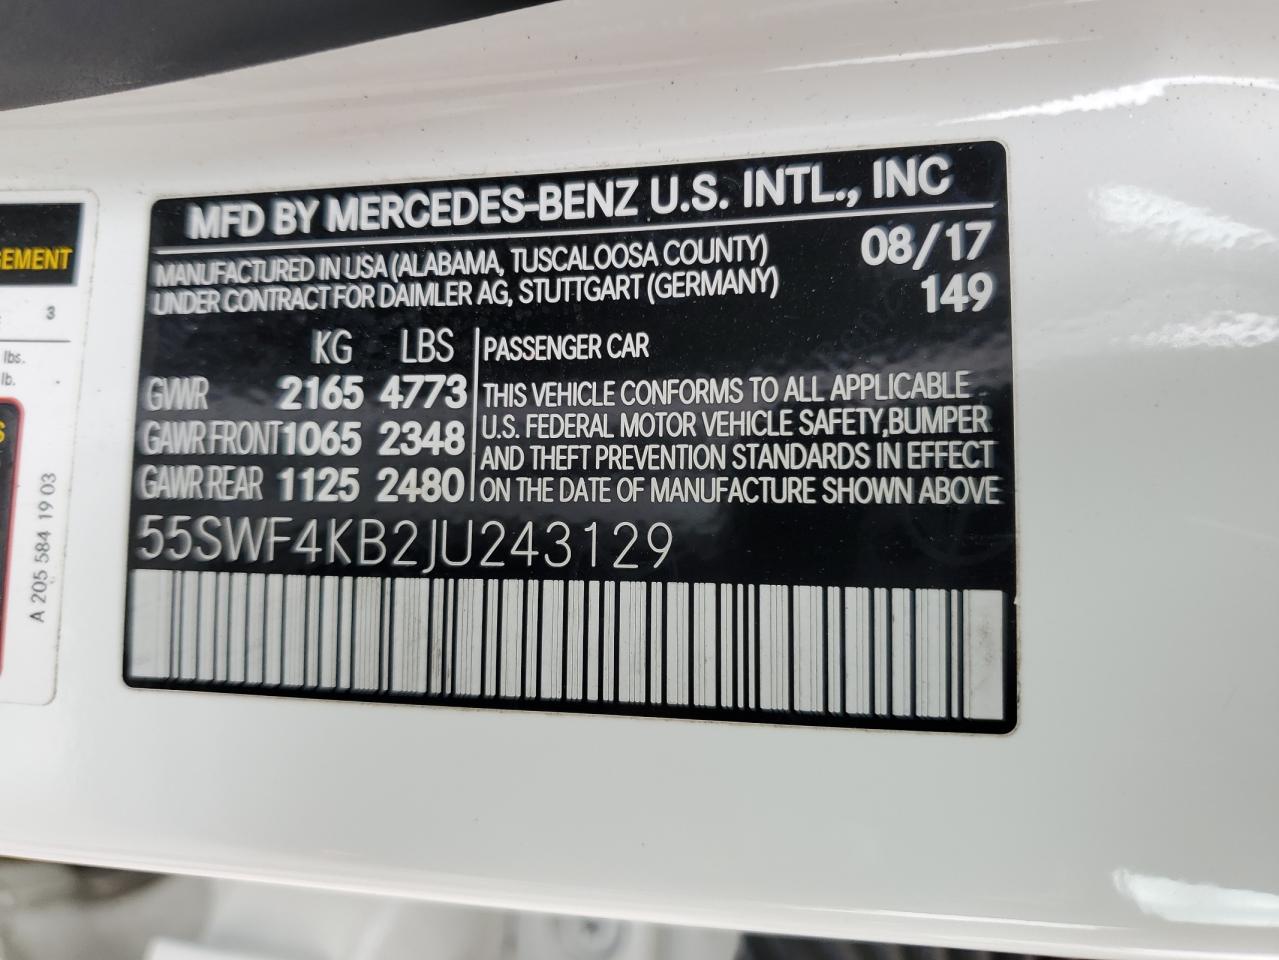 MFD BY MERCEDES-BENZ U.S. INTL., INC
MANUFACTURED IN USA (ALABAMA, TUSCALOOSA COUNTY) 08/17
UNDER CONTRACT FOR DAIMLER AG, STUTTGART (GERMANY) 149
KG LBS PASSENGER CAR
GVWR 2165 4773 THIS VEHICLE CONFORMS TO ALL APPLICABLE
U.S. FEDERAL MOTOR VEHICLE SAFETY,BUMPER
GAWR FRONT 1065 2348
AND THEFT PREVENTION STANDARDS IN EFFECT
GAWR REAR 1125 2480 ON THE DATE OF MANUFACTURE SHOWN ABOVE
55SWF4KB2JU243129
3
lbs.
lb.
A 205 584 19 03